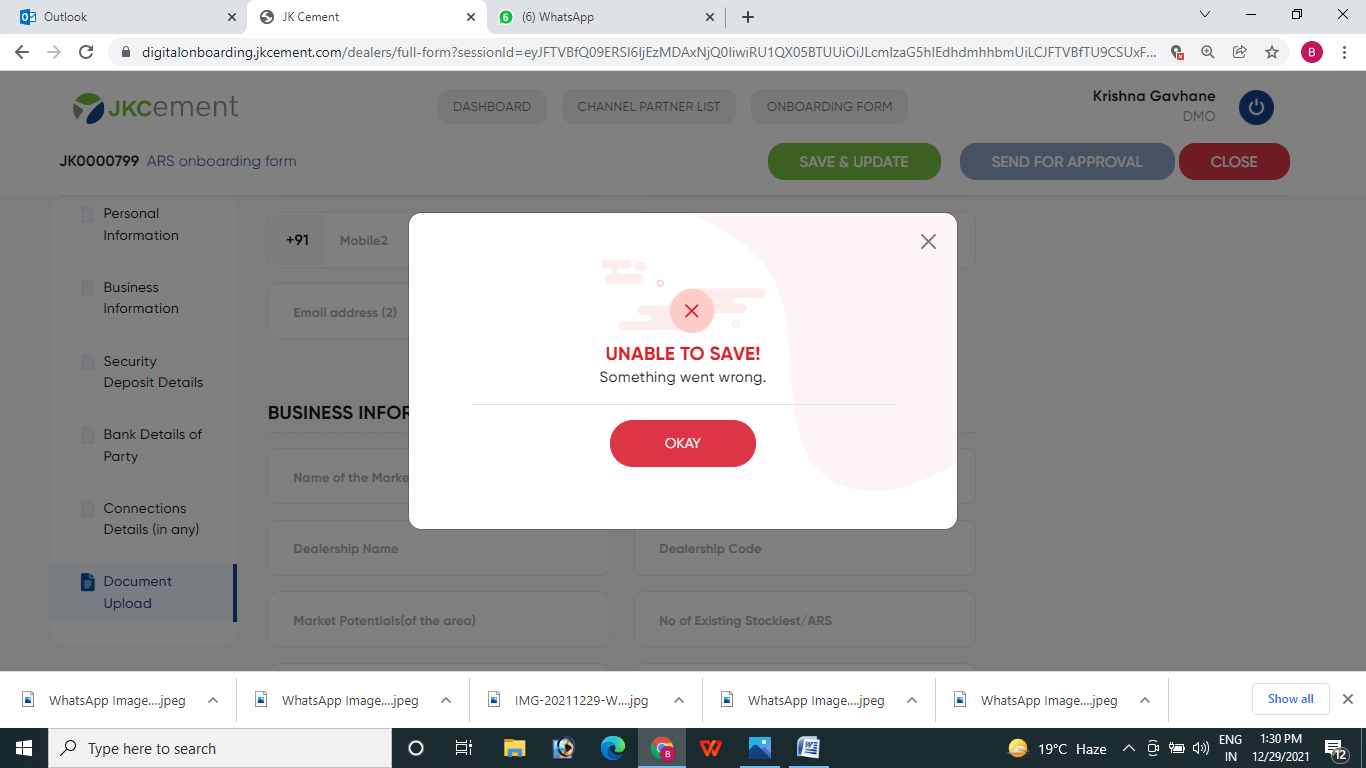 Outlook
JK Cement
(6) WhatsApp
digitalonboarding.jkcement.com/dealers/full-form?sessionId=eyJFTVBfQ09ERSI6IjEzMDAxNjQ0IiwiRU1QX05BTUUiOiJLcmlzaG5hIEdhdmhhbmUiLCJFTVBfTU9CSUxF...
B
JKCement
DASHBOARD
CHANNEL PARTNER LIST
ONBOARDING FORM
Krishna Gavhane
DMO
JK0000799 ARS onboarding form
SAVE & UPDATE
SEND FOR APPROVAL
CLOSE
Personal
Information
Business
Information
Security
Deposit Details
Bank Details of
Party
Connections
Details (in any)
Document
Upload
+91 Mobile2
Email address (2)
BUSINESS INFOR
Name of the Marke
Dealership Name
Dealership Code
Market Potentials(of the area)
No of Existing Stockiest/ARS
UNABLE TO SAVE!
Something went wrong.
OKAY
WhatsApp Image....jpeg
WhatsApp Image....jpeg
IMG-20211229-W....jpg
WhatsApp Image....jpeg
WhatsApp Image....jpeg
Show all
Type here to search
19°C Haze
ENG
IN
1:30 PM
12/29/2021
12